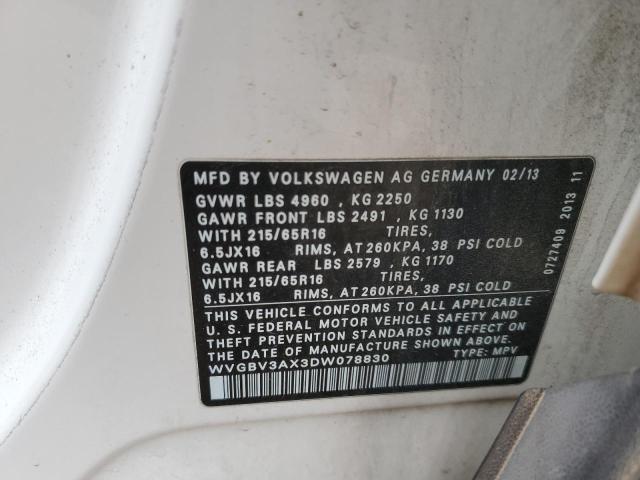 MFD BY VOLKSWAGEN AG GERMANY 02/13
GVWR LBS 4960 , KG 2250
GAWR FRONT LBS 2491 , KG 1130
WITH 215/65R16 TIRES,
6.5JX16 RIMS, AT 260KPA, 38 PSI COLD
GAWR REAR LBS 2579 , KG 1170
WITH 215/65R16 TIRES,
6.5JX16 RIMS, AT 260KPA, 38 PSI COLD
THIS VEHICLE CONFORMS TO ALL APPLICABLE
U. S. FEDERAL MOTOR VEHICLE SAFETY AND
THEFT PREVENTION STANDARDS IN EFFECT ON
THE DATE OF MANUFACTURE SHOWN ABOVE.
WVGBV3AX3DW078830 TYPE: MPV
0727409 2013 11